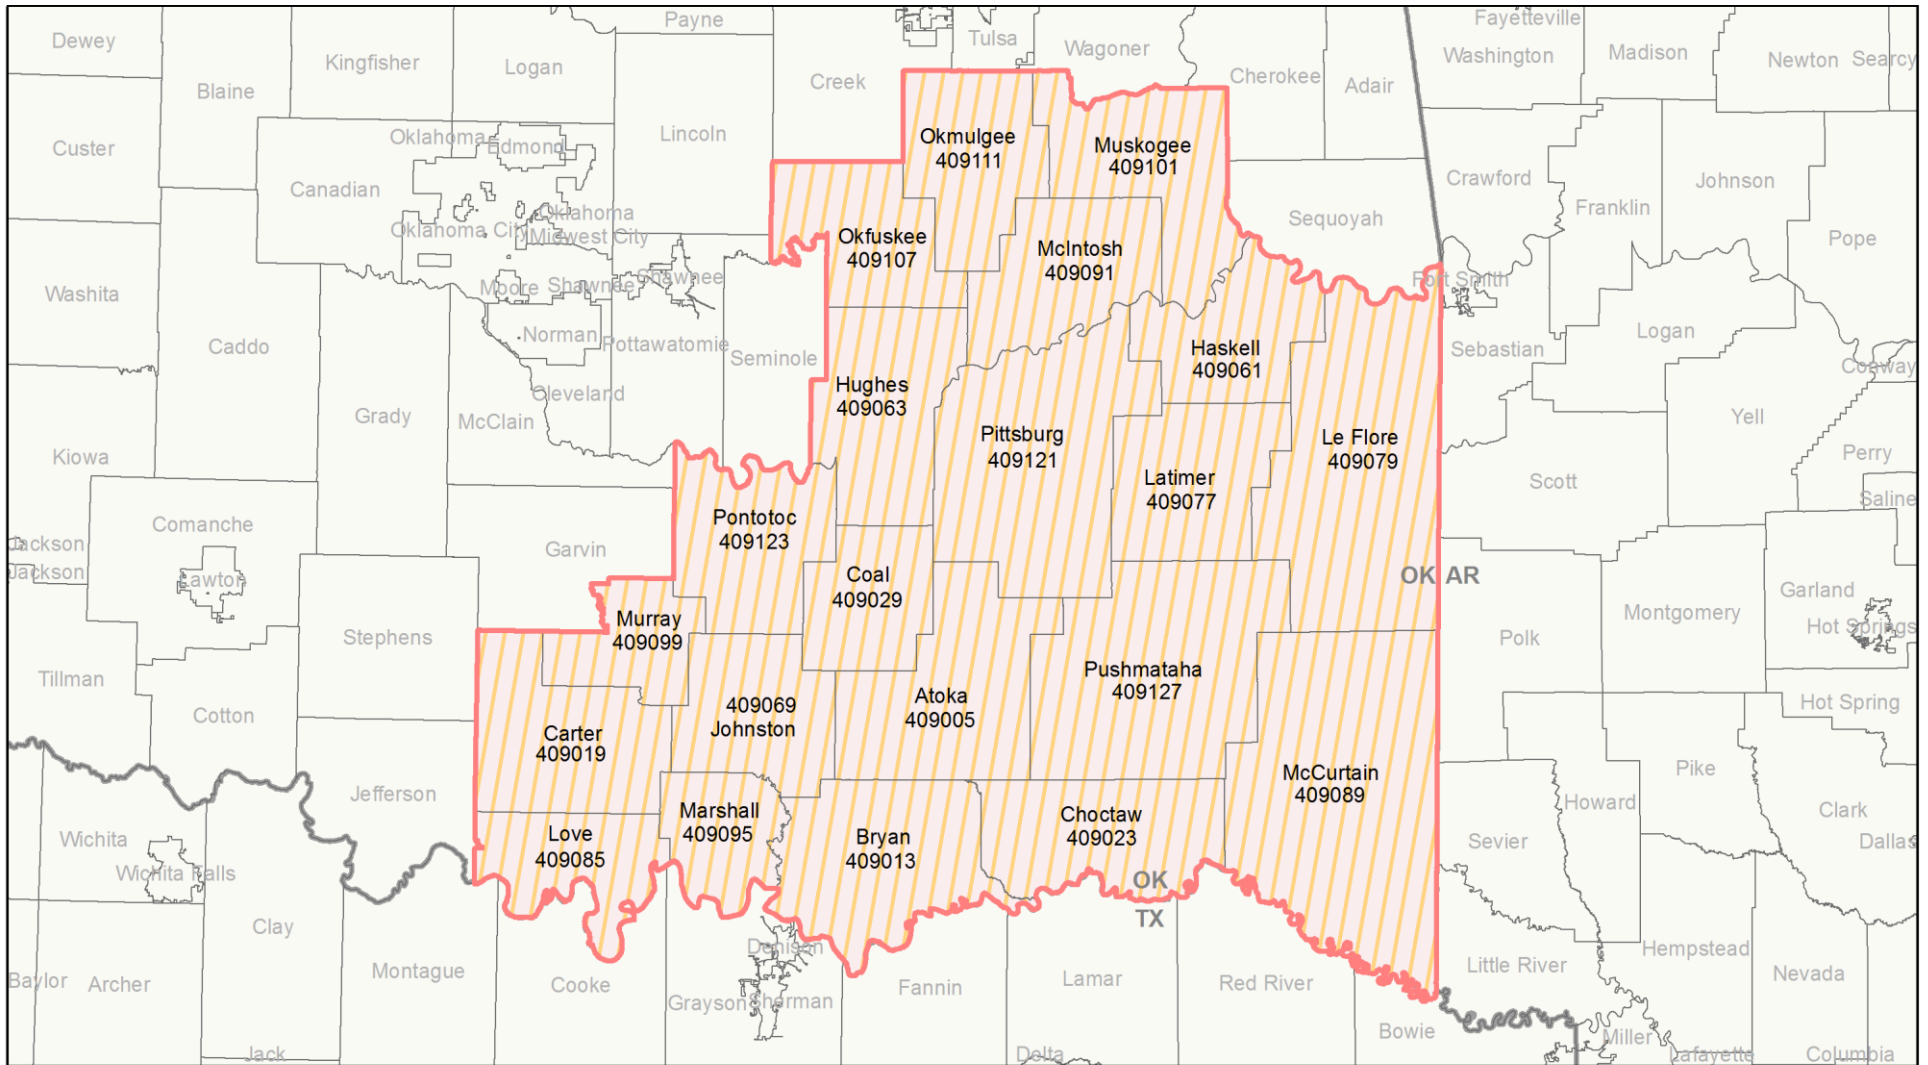 Dewey
Blaine
Kingfisher
Logan
Payne
Creek
Tulsa
Wagoner
Cherokee
Adair
Fayetteville
Washington
Madison
Newton
Searcy
Custer
Canadian
Oklahoma
Edmond
Lincoln
Okmulgee
409111
Muskogee
409101
Crawford
Franklin
Johnson
Pope
Oklahoma
Oklahoma City
Midwest City
Okfuskee
409107
McIntosh
409091
Sequoyah
Washita
Moore
Shawnee
Shawnee
Fort Smith
Caddo
Norman
Pottawatomie
Seminole
Haskell
409061
Sebastian
Logan
Conway
Grady
McClain
Cleveland
Hughes
409063
Pittsburg
409121
Le Flore
409079
Yell
Kiowa
Latimer
409077
Scott
Perry
Saline
Comanche
Jackson
Jackson
Lawton
Garvin
Pontotoc
409123
Coal
409029
OK
AR
Garland
Montgomery
Hot Springs
Stephens
Murray
409099
Polk
Tillman
Cotton
409069
Johnston
Atoka
409005
Pushmataha
409127
Hot Spring
Carter
409019
Jefferson
McCurtain
409089
Pike
Howard
Clark
Dallas
Wichita
Wichita Falls
Love
409085
Marshall
409095
Bryan
409013
Choctaw
409023
Sevier
OK
TX
Clay
Denison
Hempstead
Little River
Nevada
Baylor
Archer
Montague
Cooke
Grayson
Sherman
Fannin
Lamar
Red River
Bowie
Miller
Jack
Delta
Lafayette
Columbia